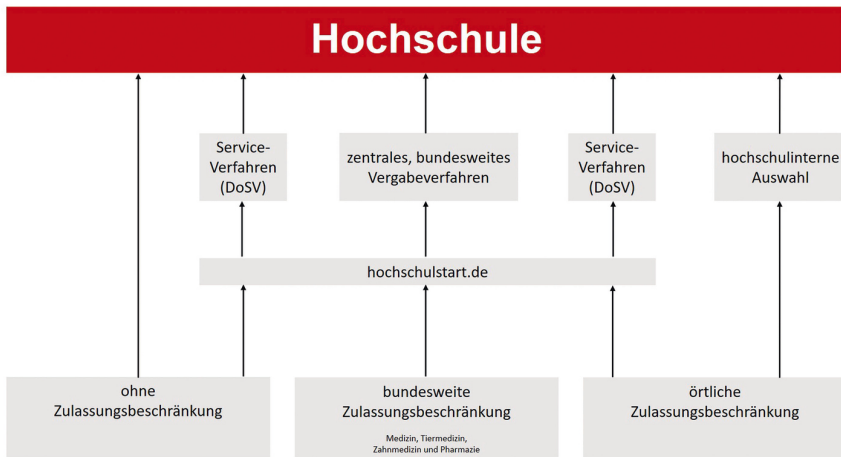 Hochschule
Service-
Verfahren
(DoSV)
zentrales, bundesweites
Vergabeverfahren
Service-
Verfahren
(DoSV)
hochschulinterne
Auswahl
hochschulstart.de
ohne
Zulassungsbeschränkung
bundesweite
Zulassungsbeschränkung
Medizin, Tiermedizin,
Zahnmedizin und Pharmazie
örtliche
Zulassungsbeschränkung